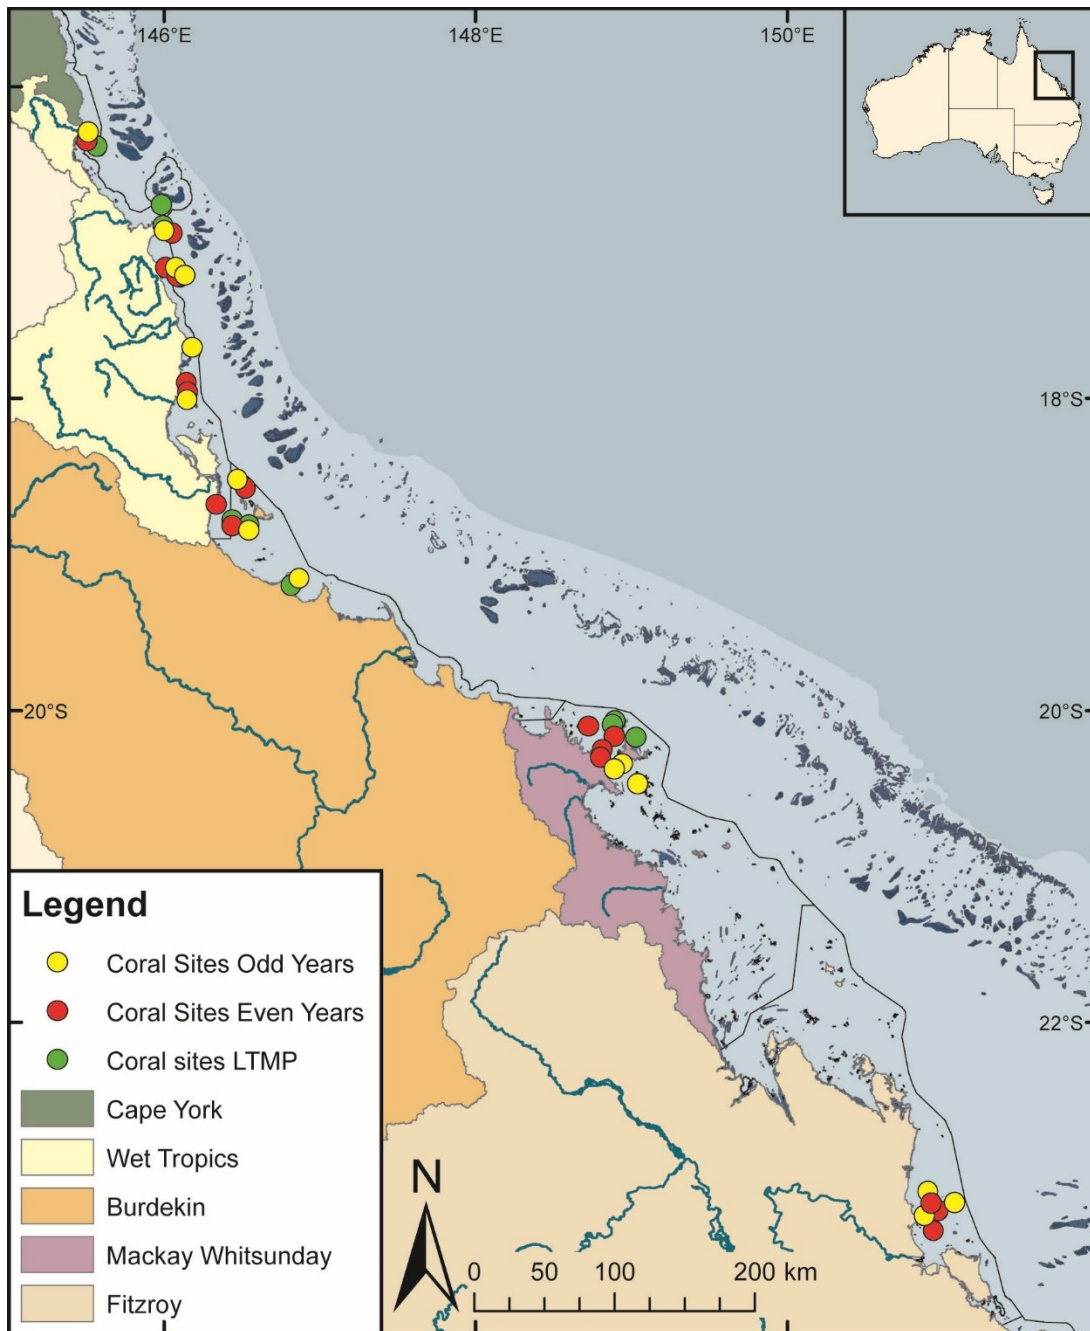 146°E
148°E
150°E
18°S
20°S
20°S
22°S
Legend
Coral Sites Odd Years
Coral Sites Even Years
Coral sites LTMP
Cape York
Wet Tropics
Burdekin
Mackay Whitsunday
Fitzroy
N
0 50 100 200 km